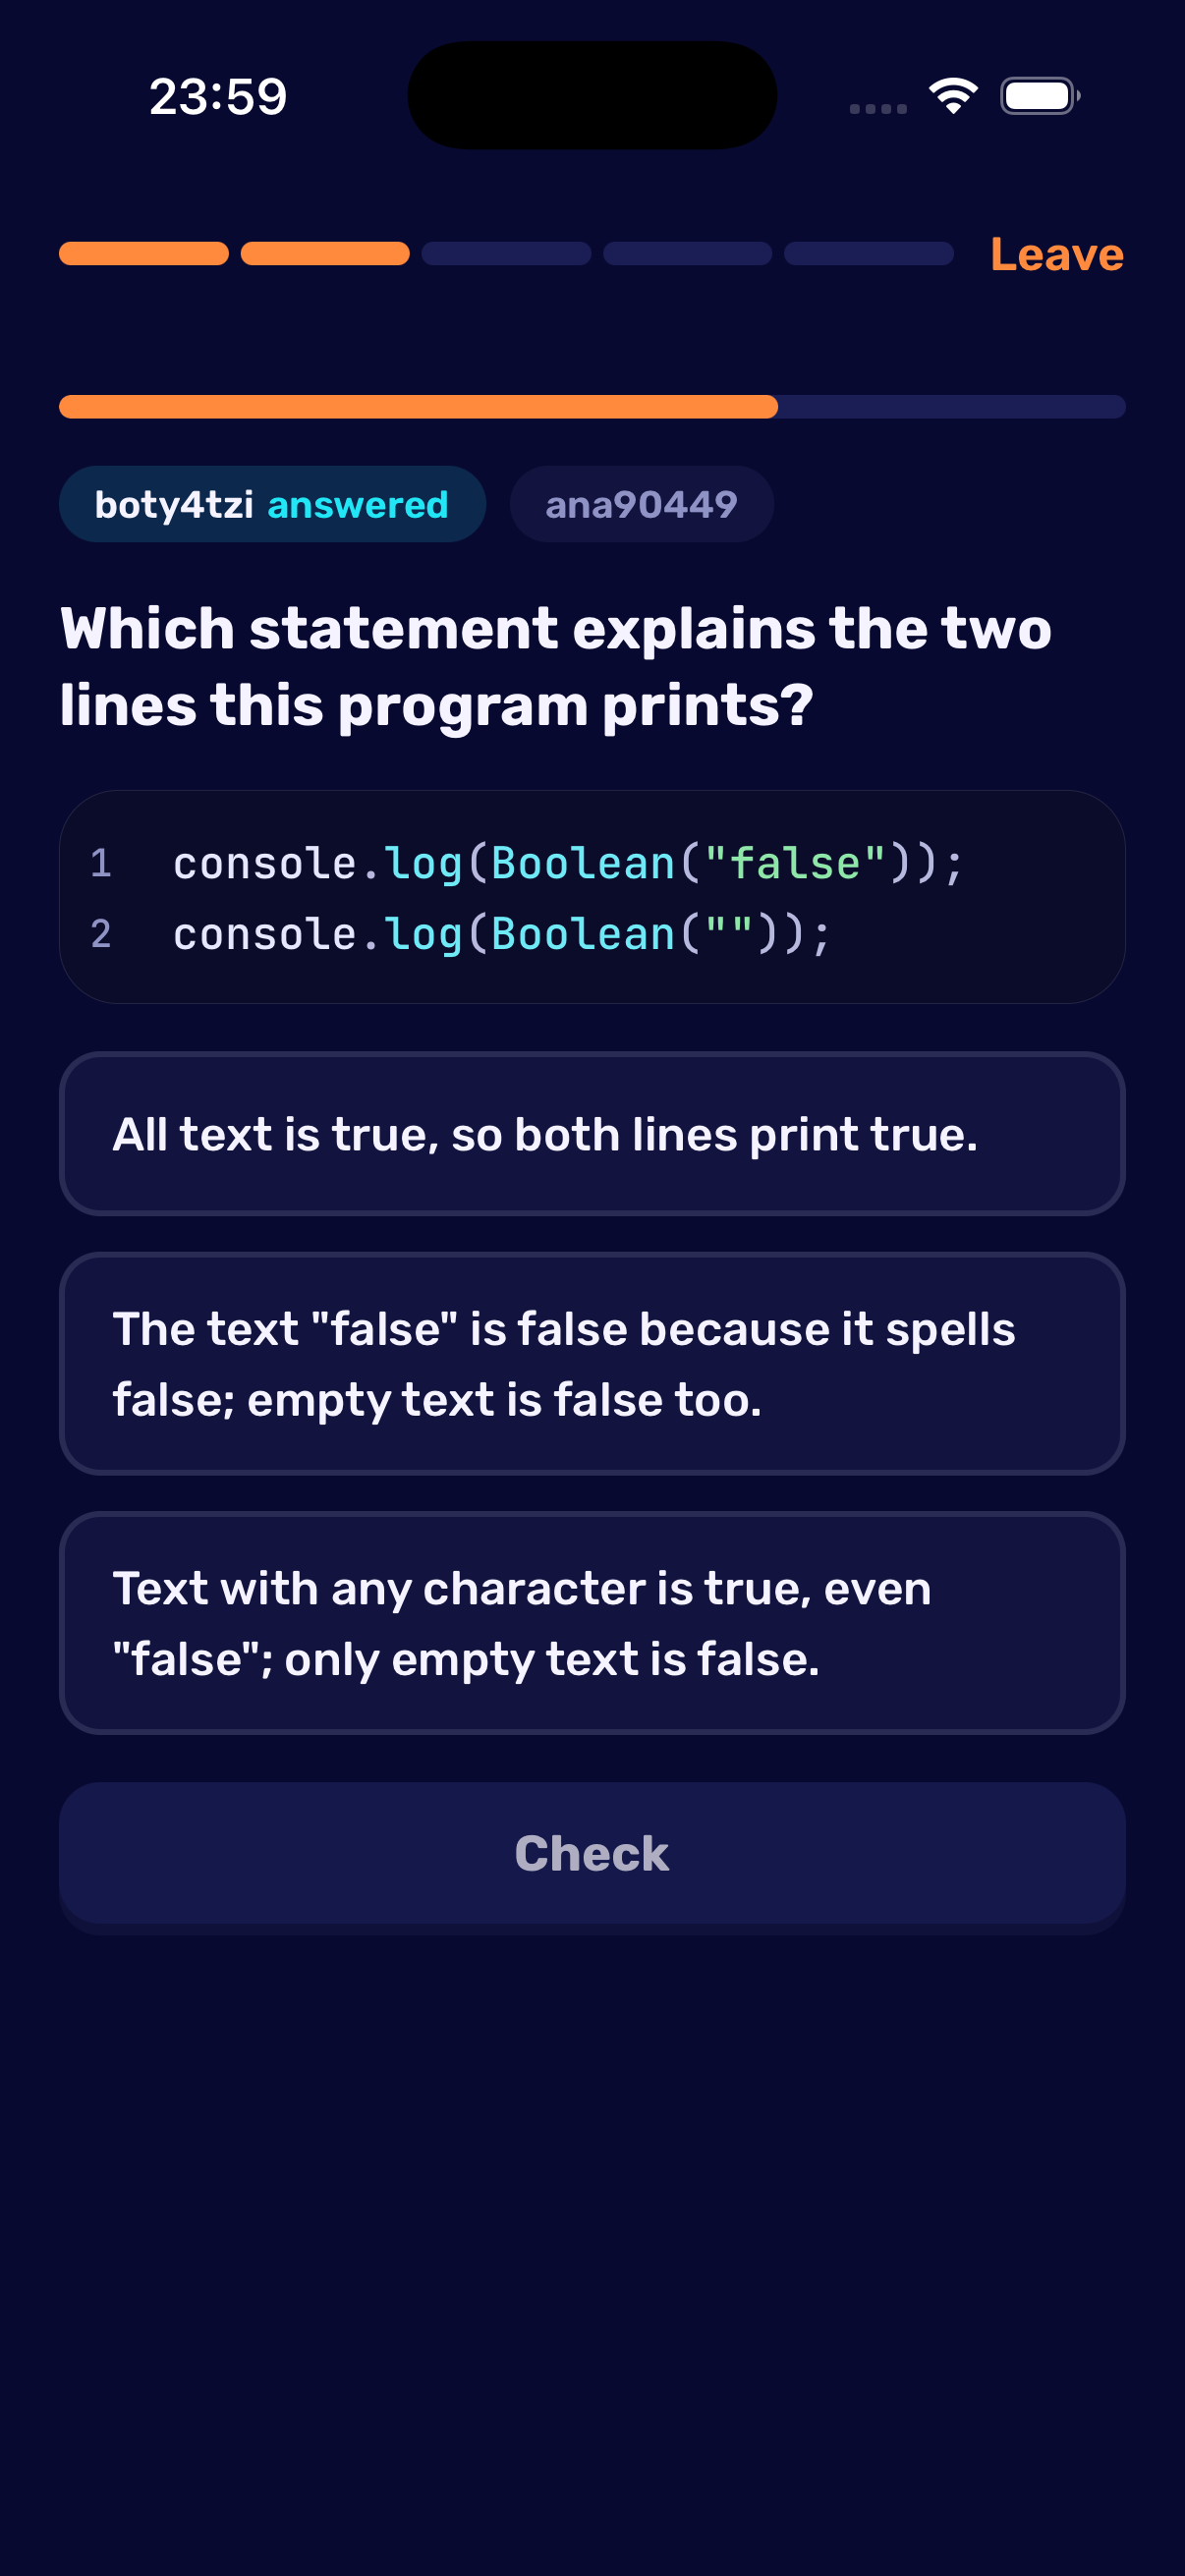 23:59
Leave
boty4tzi answered ana90449
Which statement explains the two
lines this program prints?
1 console.log(Boolean("false"));
2 console.log(Boolean(""));
All text is true, so both lines print true.
The text "false" is false because it spells
false; empty text is false too.
Text with any character is true, even
"false"; only empty text is false.
Check